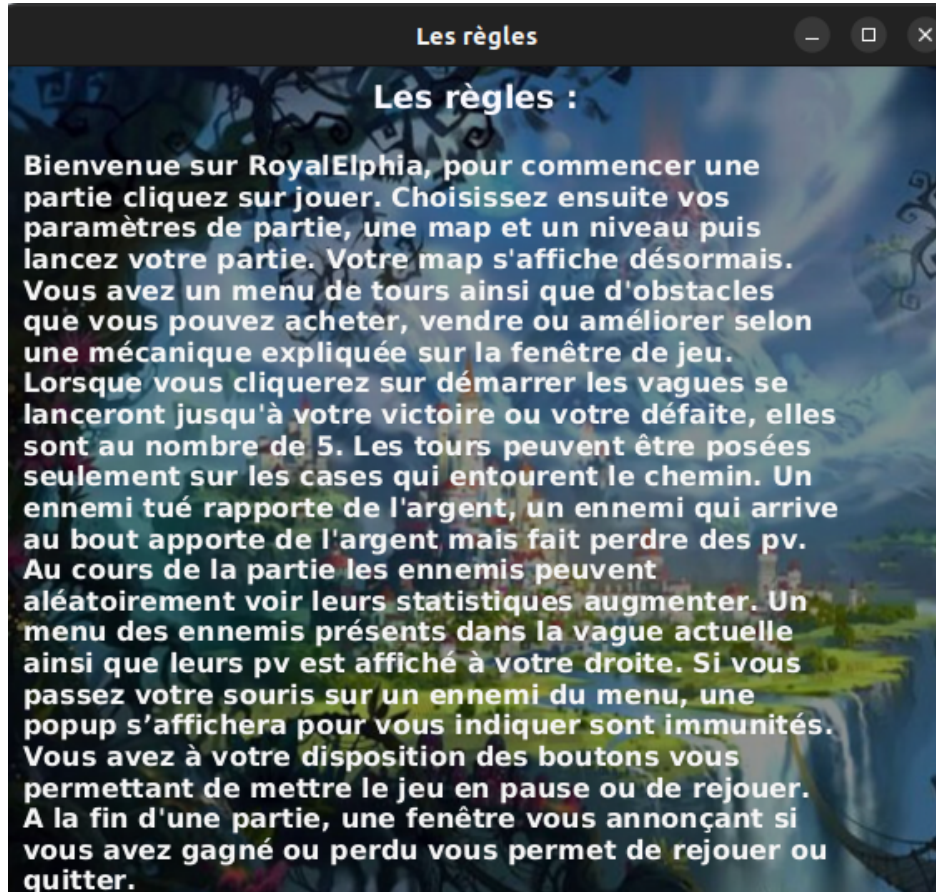 Les règles
Les règles :
Bienvenue sur RoyalElphia, pour commencer une
partie cliquez sur jouer. Choisissez ensuite vos
paramètres de partie, une map et un niveau puis
lancez votre partie. Votre map s'affiche désormais.
Vous avez un menu de tours ainsi que d'obstacles
que vous pouvez acheter, vendre ou améliorer selon
une mécanique expliquée sur la fenêtre de jeu.
Lorsque vous cliquerez sur démarrer les vagues se
lanceront jusqu'à votre victoire ou votre défaite, elles
sont au nombre de 5. Les tours peuvent être posées
seulement sur les cases qui entourent le chemin. Un
ennemi tué rapporte de l'argent, un ennemi qui arrive
au bout apporte de l'argent mais fait perdre des pv.
Au cours de la partie les ennemis peuvent
aléatoirement voir leurs statistiques augmenter. Un
menu des ennemis présents dans la vague actuelle
ainsi que leurs pv est affiché à votre droite. Si vous
passez votre souris sur un ennemi du menu, une
popup s’affichera pour vous indiquer sont immunités.
Vous avez à votre disposition des boutons vous
permettant de mettre le jeu en pause ou de rejouer.
A la fin d'une partie, une fenêtre vous annonçant si
vous avez gagné ou perdu vous permet de rejouer ou
quitter.